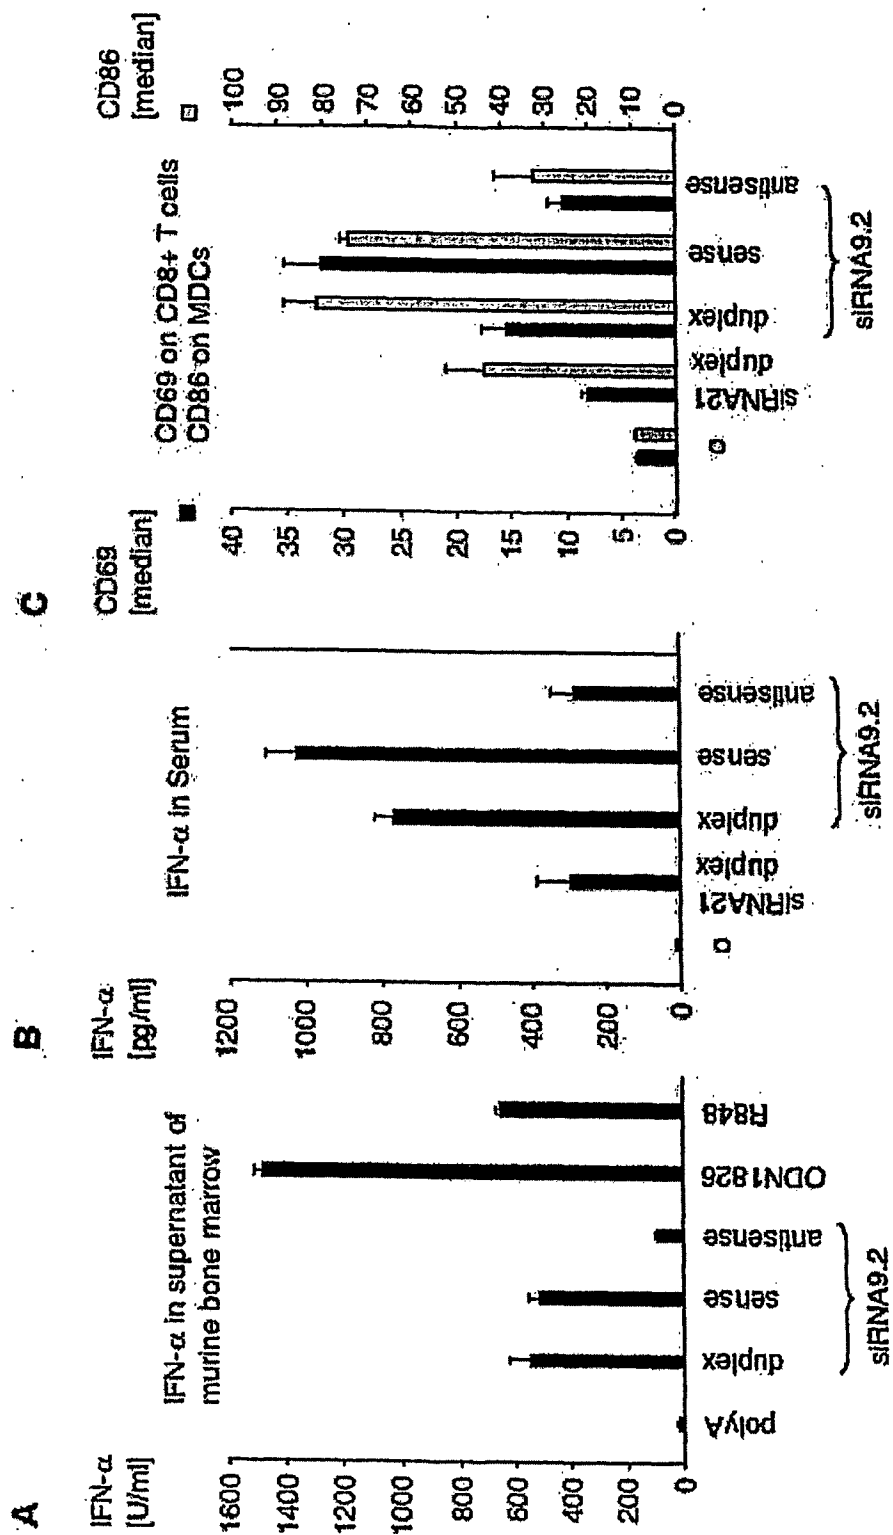 A
IFN-α
[U/ml]
IFN-α in supernatant of
murine bone marrow
1600
1400
1200
1000
800
600
400
200
0
polyA
duplex
sense
antisense
ODN1826
R848
siRNA9.2
B
IFN-α
[pg/ml]
IFN-α in Serum
1200
1000
800
600
400
200
0
siRNA21
duplex
duplex
sense
antisense
siRNA9.2
C
CD69
[median]
CD69 on CD8+ T cells
CD86 on MDCs
CD86
[median]
40
35
30
25
20
15
10
5
0
100
90
80
70
60
50
40
30
20
10
0
siRNA21
duplex
duplex
sense
antisense
siRNA9.2